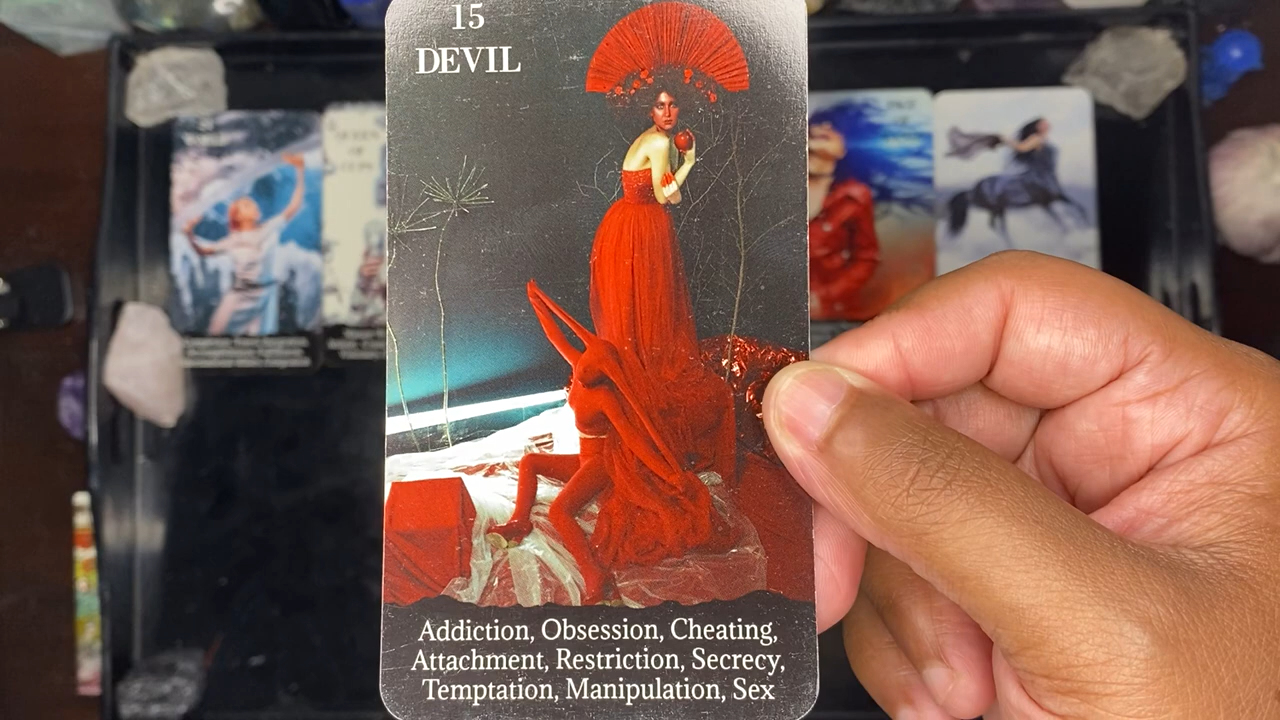 15
DEVIL
Addiction, Obsession, Cheating,
Attachment, Restriction, Secrecy,
Temptation, Manipulation, Sex